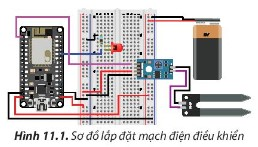 Hình 11.1. Sơ đồ lắp đặt mạch điện điều khiển